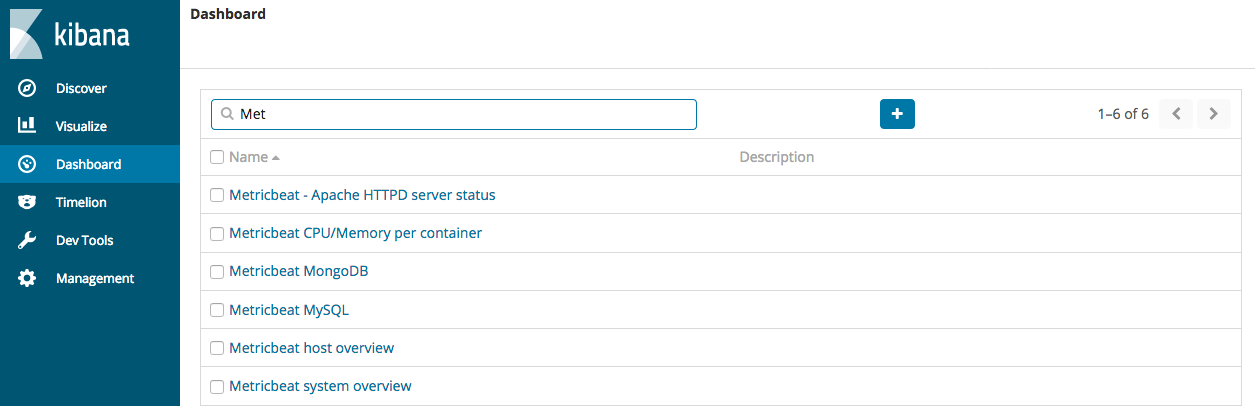 kibana
Discover
Visualize
Dashboard
Timelion
Dev Tools
Management
Dashboard
Met
1–6 of 6
Name Description
Metricbeat - Apache HTTPD server status
Metricbeat CPU/Memory per container
Metricbeat MongoDB
Metricbeat MySQL
Metricbeat host overview
Metricbeat system overview